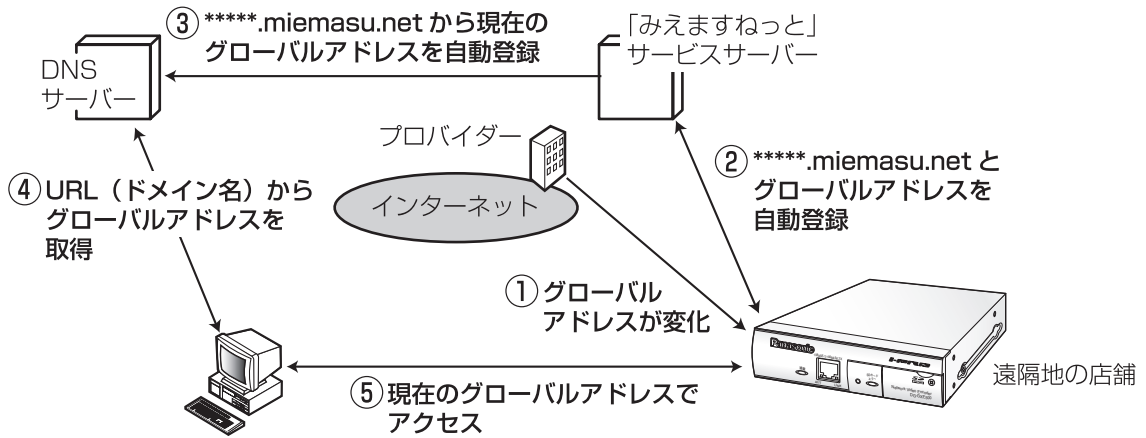 ③*****.miemasu.net から現在の
グローバルアドレスを自動登録
「みえますねっと」
サービスサーバー
DNS
サーバー
プロバイダー
インターネット
②*****.miemasu.net と
グローバルアドレスを
自動登録
④URL（ドメイン名）から
グローバルアドレスを
取得
①グローバル
アドレスが変化
Panasonic
遠隔地の店舗
⑤現在のグローバルアドレスで
アクセス